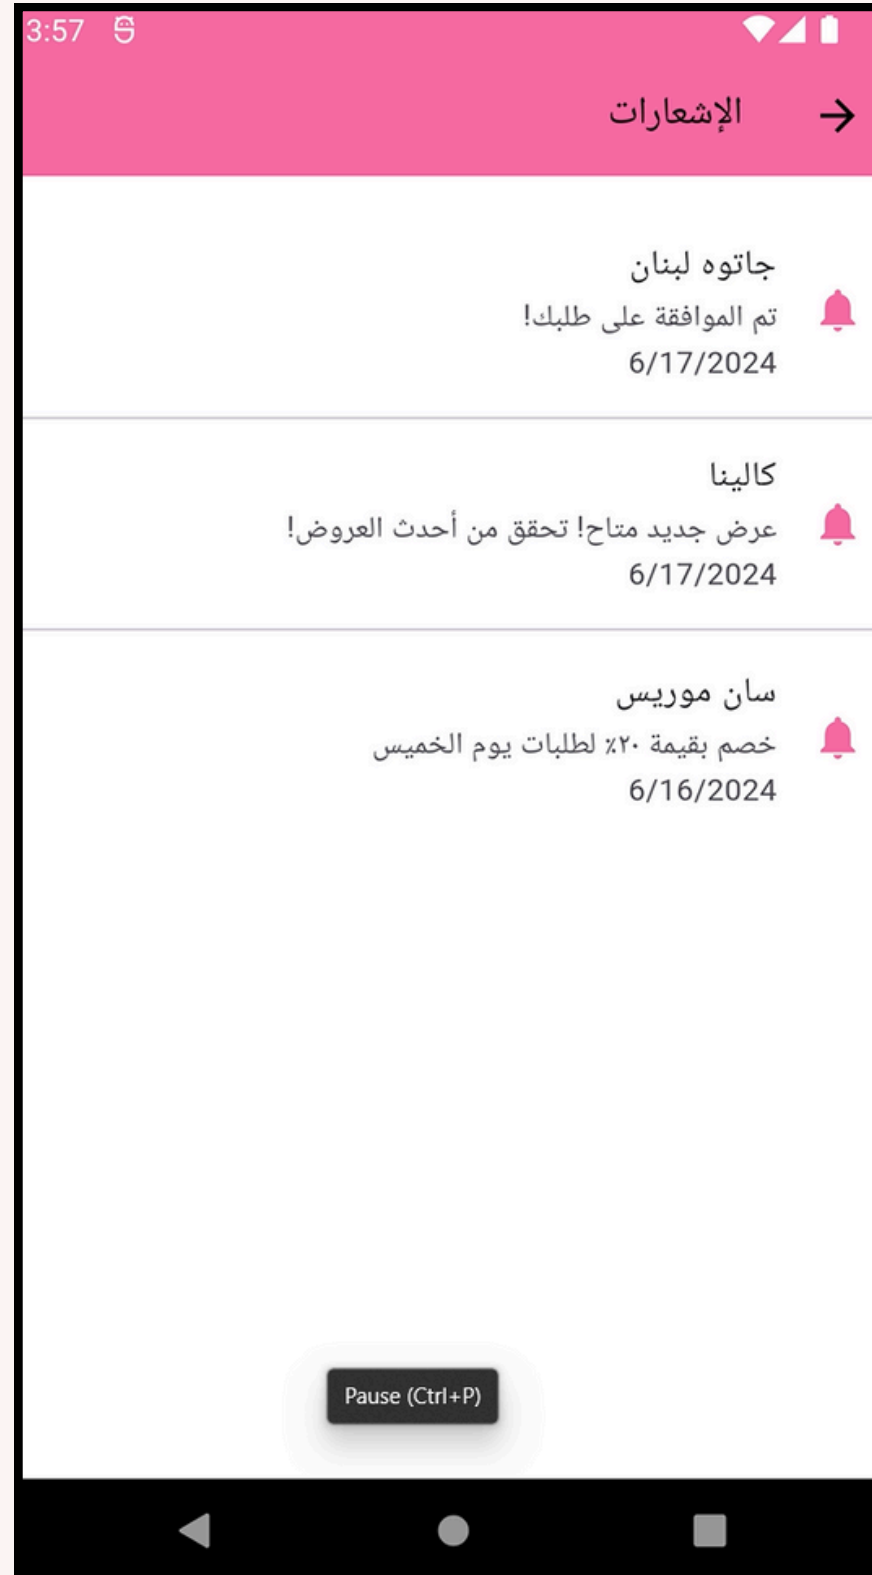 3:57
الإشعارات
جاتوه لبنان
تم الموافقة على طلبك!
6/17/2024
كالينا
عرض جديد متاح! تحقق من أحدث العروض!
6/17/2024
سان موريس
خصم بقيمة ٢٠٪ لطلبات يوم الخميس
6/16/2024
Pause (Ctrl+P)